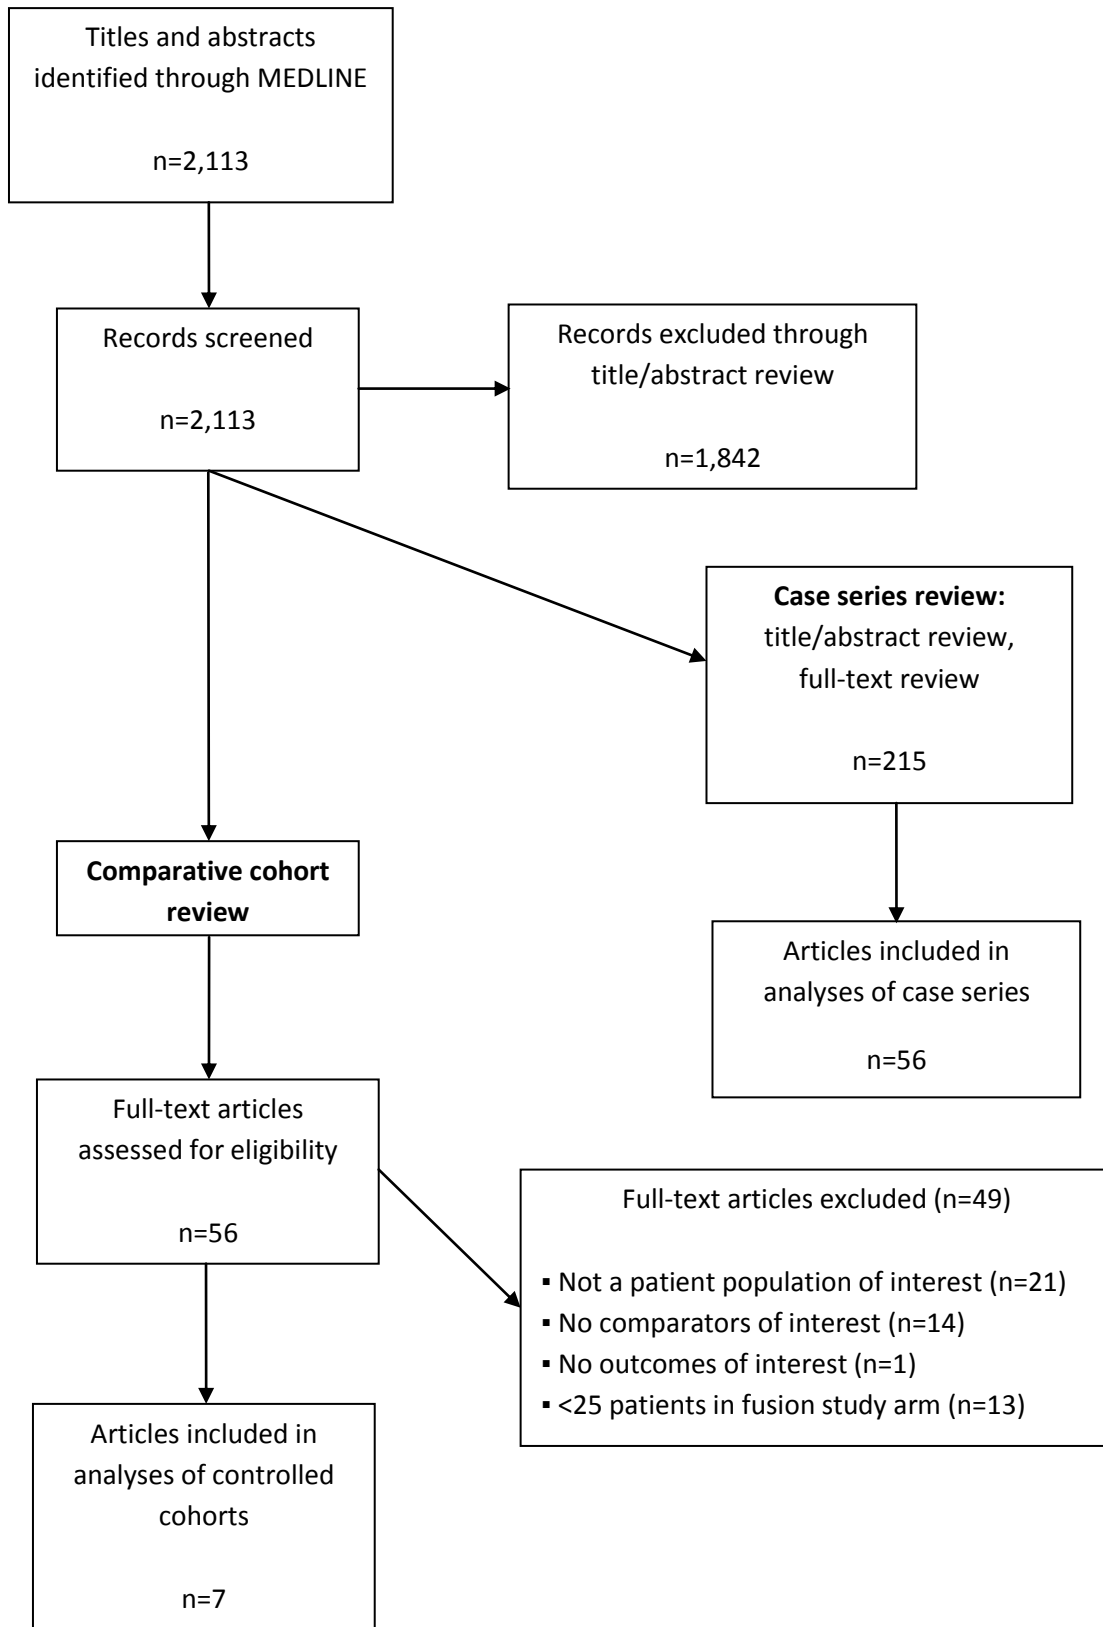 Titles and abstracts
identified through MEDLINE
n=2,113
Records screened
n=2,113
Records excluded through
title/abstract review
n=1,842
Case series review:
title/abstract review,
full-text review
n=215
Articles included in
analyses of case series
n=56
Comparative cohort
review
Full-text articles
assessed for eligibility
n=56
Full-text articles excluded (n=49)
▪ Not a patient population of interest (n=21)
▪ No comparators of interest (n=14)
▪ No outcomes of interest (n=1)
▪ <25 patients in fusion study arm (n=13)
Articles included in
analyses of controlled
cohorts
n=7